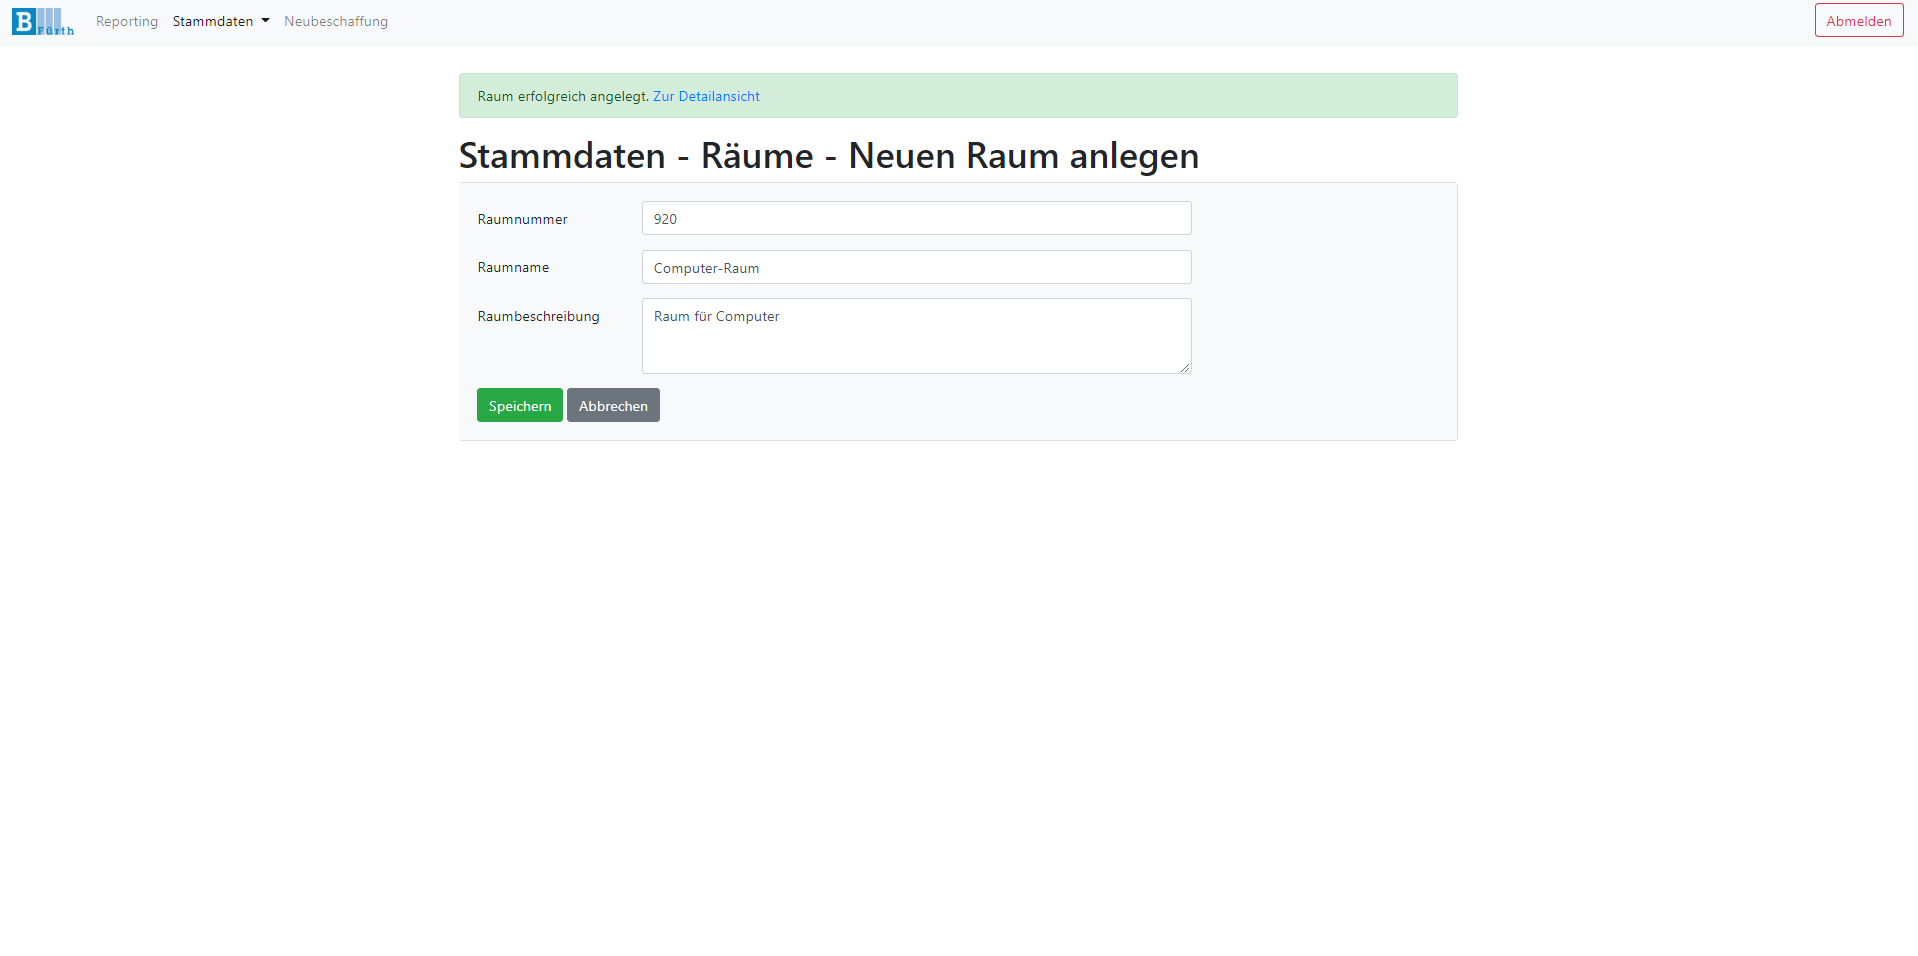 B Fürth
Reporting Stammdaten Neubeschaffung Abmelden
Raum erfolgreich angelegt. Zur Detailansicht
Stammdaten - Räume - Neuen Raum anlegen
Raumnummer 920
Raumname Computer-Raum
Raumbeschreibung Raum für Computer
Speichern Abbrechen